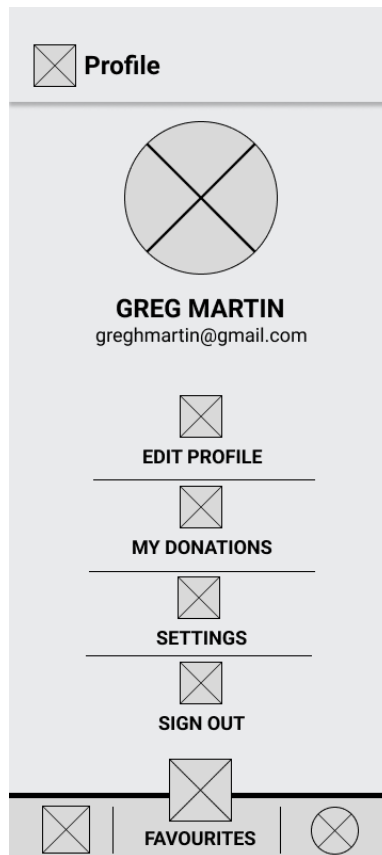 Profile
GREG MARTIN
greghmartin@gmail.com
EDIT PROFILE
MY DONATIONS
SETTINGS
SIGN OUT
FAVOURITES